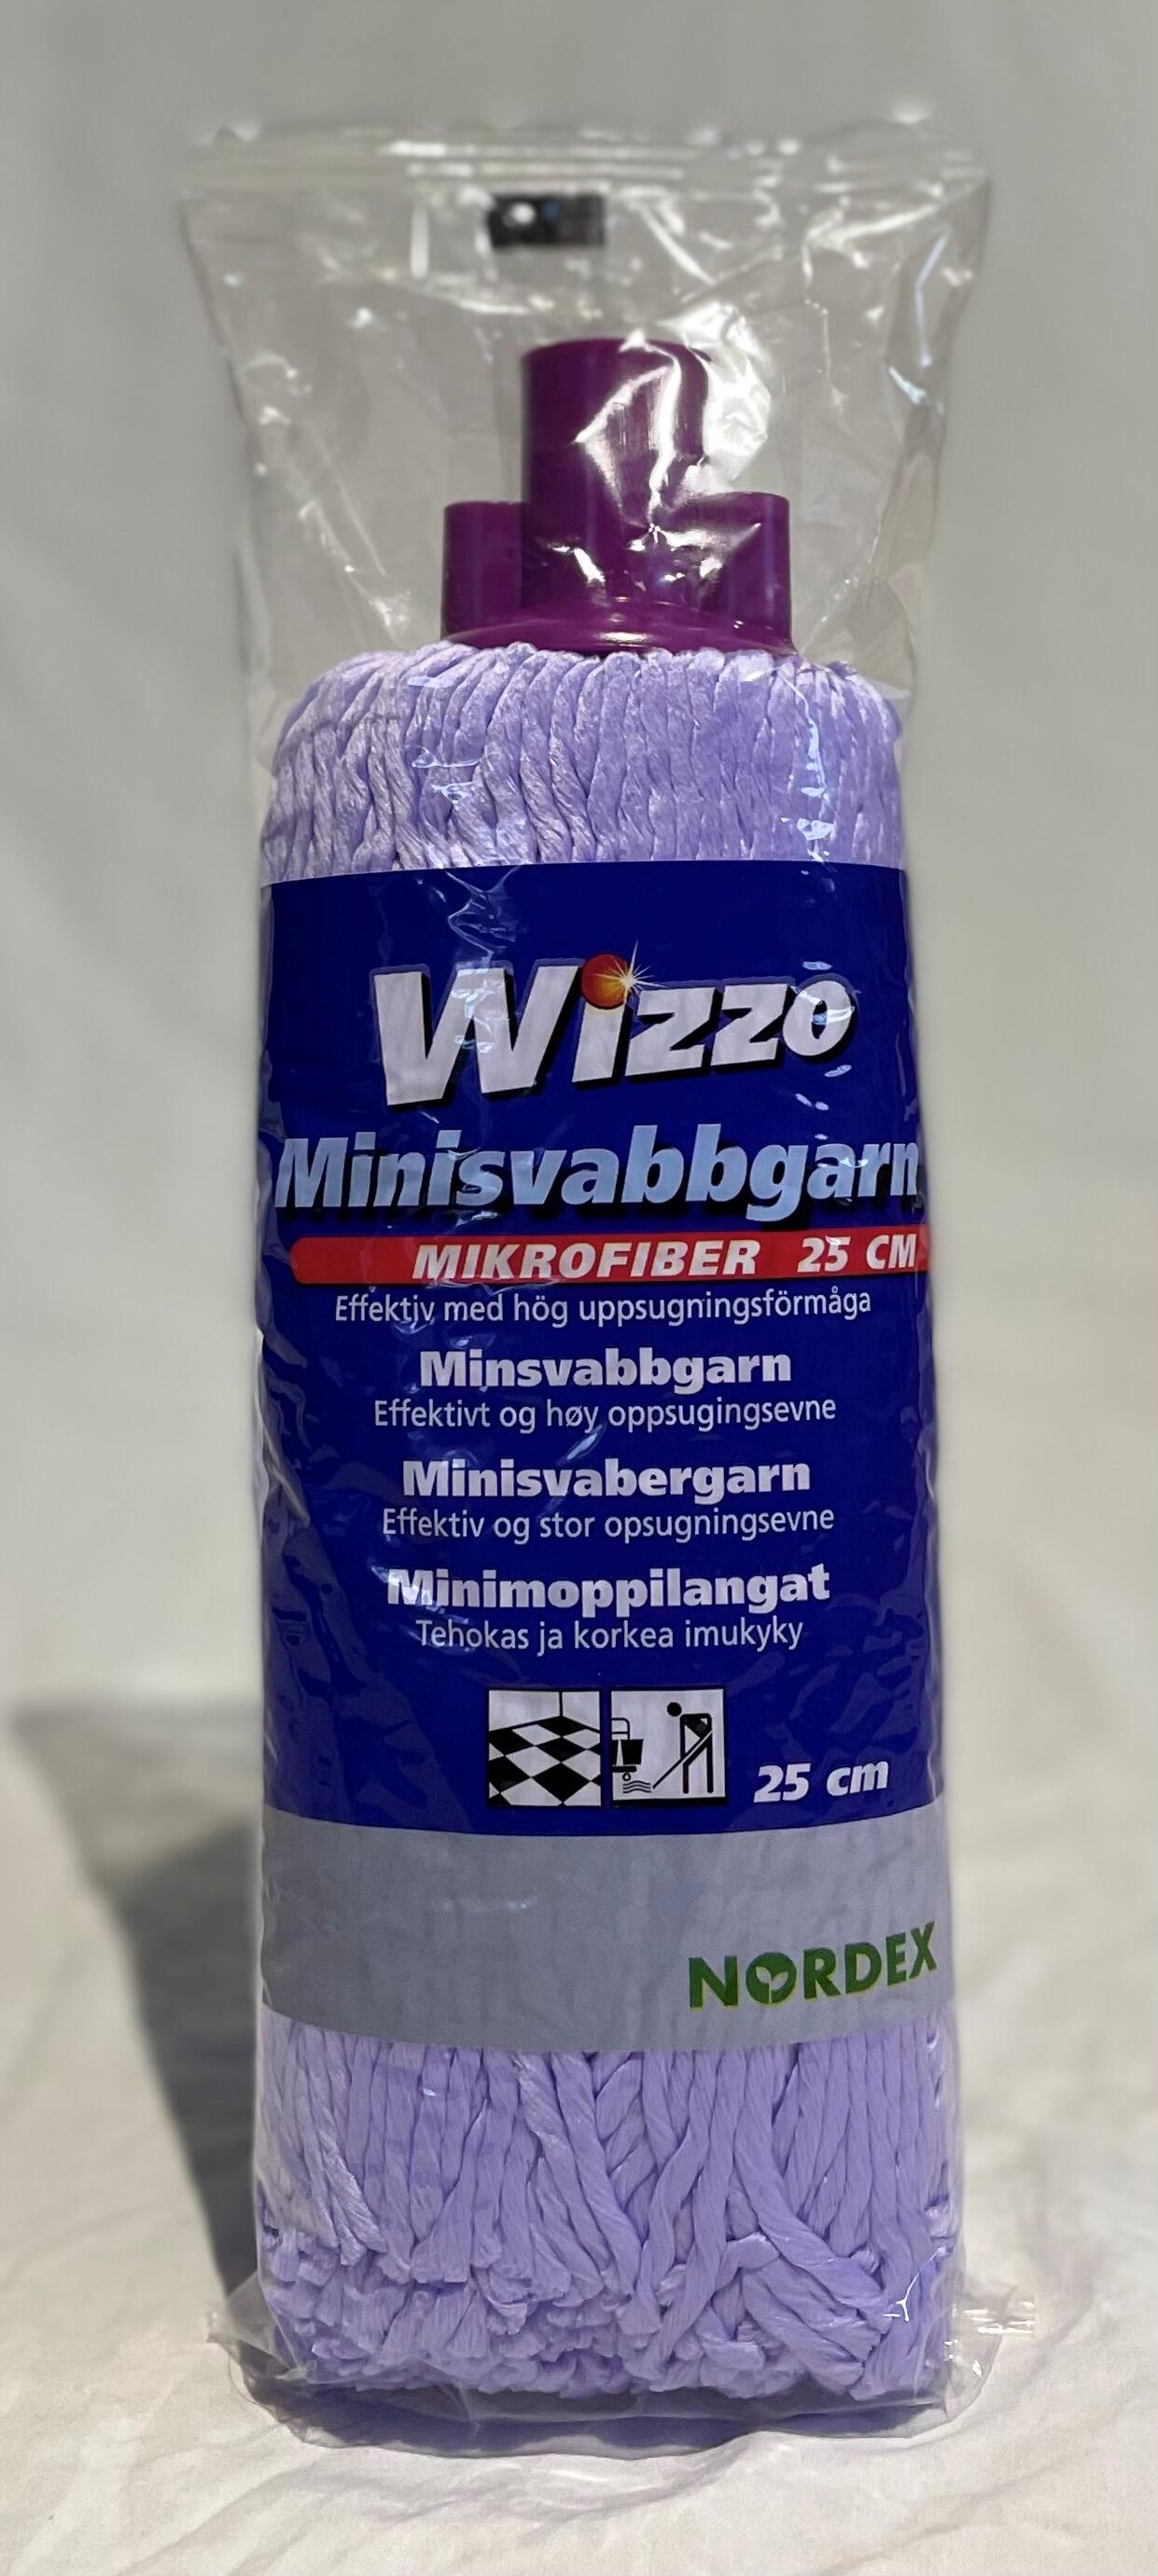 Wizzo
Minisvabbgarn
MIKROFIBER 25 CM
Effektiv med hög uppsugningsförmåga
Minsvabbgarn
Effektivt og høy oppsugingsevne
Minisvabergarn
Effektiv og stor opsugningsevne
Minimoppilangat
Tehokas ja korkea imukyky
25 cm
NORDEX